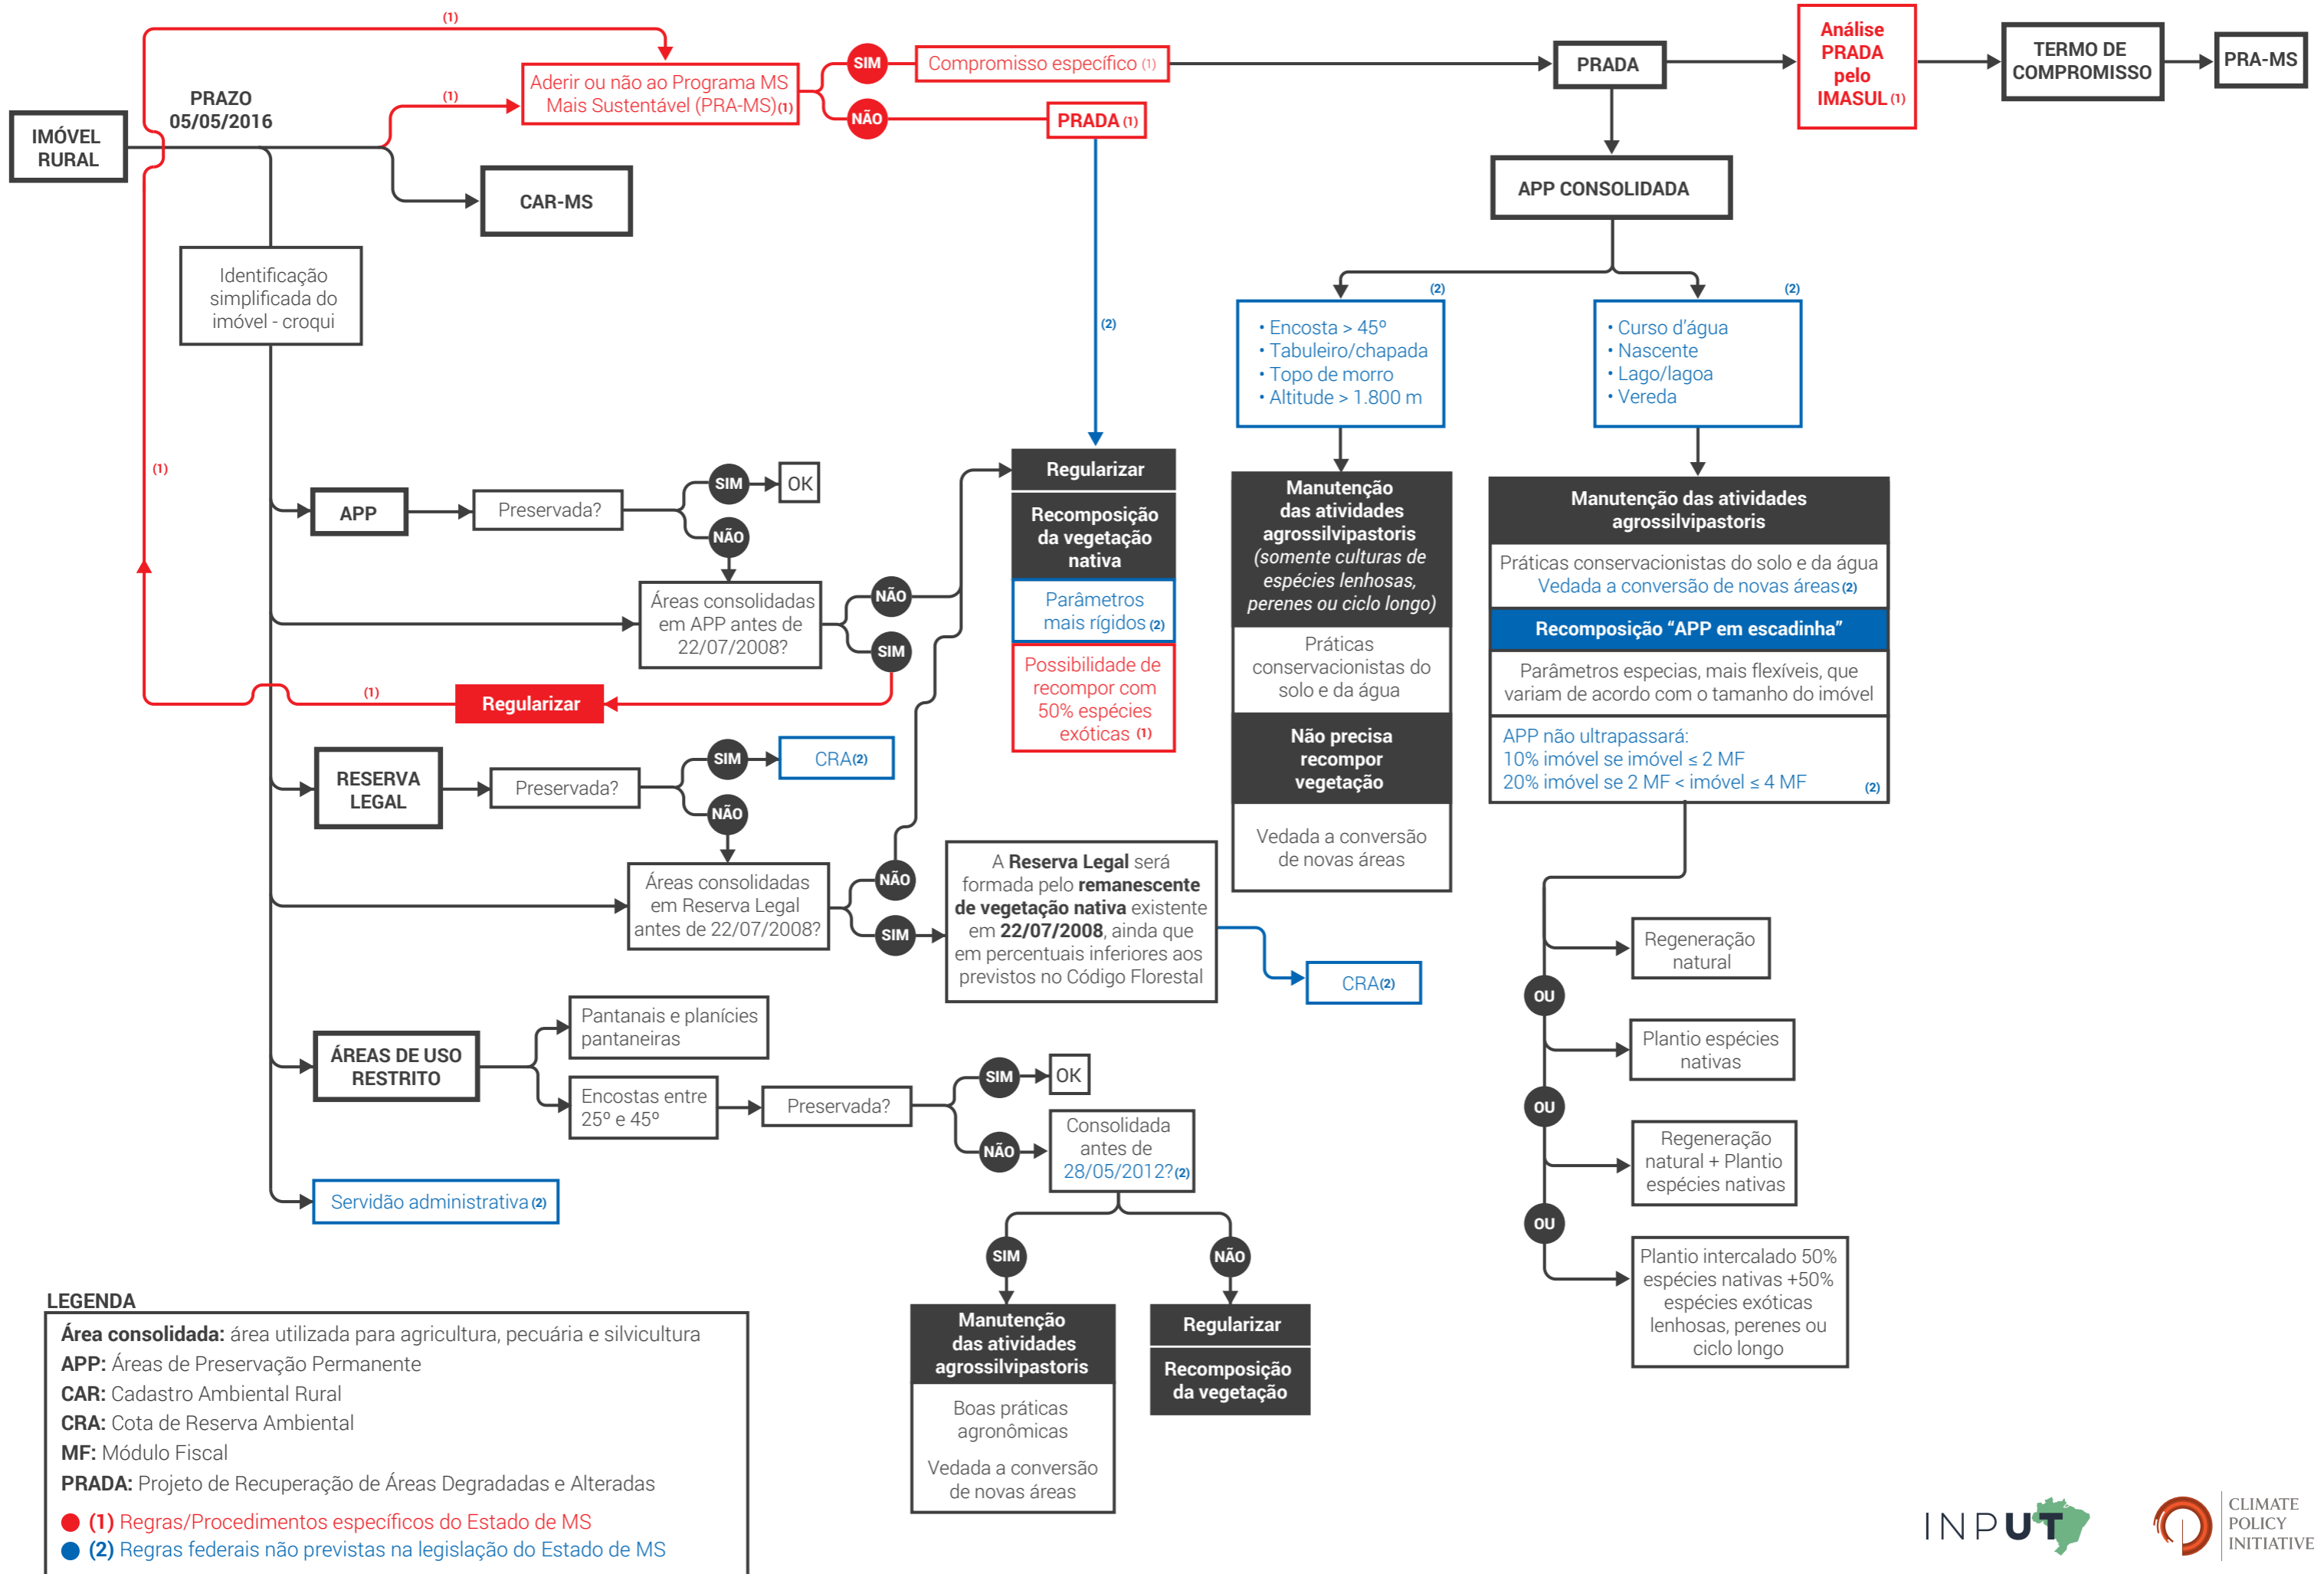 (1)
IMÓVEL
RURAL
PRAZO
05/05/2016
(1)
Aderir ou não ao Programa MS
Mais Sustentável (PRA-MS)(1)
SIM
Compromisso específico (1)
NÃO
PRADA (1)
PRADA
Análise
PRADA
pelo
IMASUL (1)
TERMO DE
COMPROMISSO
PRA-MS
CAR-MS
APP CONSOLIDADA
Identificação
simplificada do
imóvel - croqui
(2)
(2)
• Encosta > 45º
• Tabuleiro/chapada
• Topo de morro
• Altitude > 1.800 m
(2)
• Curso d'água
• Nascente
• Lago/lagoa
• Vereda
(1)
APP
Preservada?
SIM
OK
NÃO
Áreas consolidadas
em APP antes de
22/07/2008?
NÃO
SIM
(1)
Regularizar
Regularizar
Recomposição
da vegetação
nativa
Parâmetros
mais rígidos (2)
Possibilidade de
recompor com
50% espécies
exóticas (1)
Manutenção
das atividades
agrossilvipastoris
(somente culturas de
espécies lenhosas,
perenes ou ciclo longo)
Práticas
conservacionistas do
solo e da água
Não precisa
recompor
vegetação
Vedada a conversão
de novas áreas
Manutenção das atividades
agrossilvipastoris
Práticas conservacionistas do solo e da água
Vedada a conversão de novas áreas (2)
Recomposição “APP em escadinha”
Parâmetros especias, mais flexíveis, que
variam de acordo com o tamanho do imóvel
APP não ultrapassará:
10% imóvel se imóvel ≤ 2 MF
20% imóvel se 2 MF < imóvel ≤ 4 MF (2)
RESERVA
LEGAL
Preservada?
SIM
CRA(2)
NÃO
Áreas consolidadas
em Reserva Legal
antes de 22/07/2008?
NÃO
SIM
A Reserva Legal será
formada pelo remanescente
de vegetação nativa existente
em 22/07/2008, ainda que
em percentuais inferiores aos
previstos no Código Florestal
CRA(2)
Regeneração
natural
OU
Plantio espécies
nativas
OU
Regeneração
natural + Plantio
espécies nativas
OU
Plantio intercalado 50%
espécies nativas +50%
espécies exóticas
lenhosas, perenes ou
ciclo longo
ÁREAS DE USO
RESTRITO
Pantanais e planícies
pantaneiras
Encostas entre
25º e 45º
Preservada?
SIM
OK
NÃO
Consolidada
antes de
28/05/2012?(2)
Servidão administrativa (2)
SIM
NÃO
Manutenção
das atividades
agrossilvipastoris
Boas práticas
agronômicas
Vedada a conversão
de novas áreas
Regularizar
Recomposição
da vegetação
LEGENDA
Área consolidada: área utilizada para agricultura, pecuária e silvicultura
APP: Áreas de Preservação Permanente
CAR: Cadastro Ambiental Rural
CRA: Cota de Reserva Ambiental
MF: Módulo Fiscal
PRADA: Projeto de Recuperação de Áreas Degradadas e Alteradas
(1) Regras/Procedimentos específicos do Estado de MS
(2) Regras federais não previstas na legislação do Estado de MS
INPUT
CLIMATE
POLICY
INITIATIVE